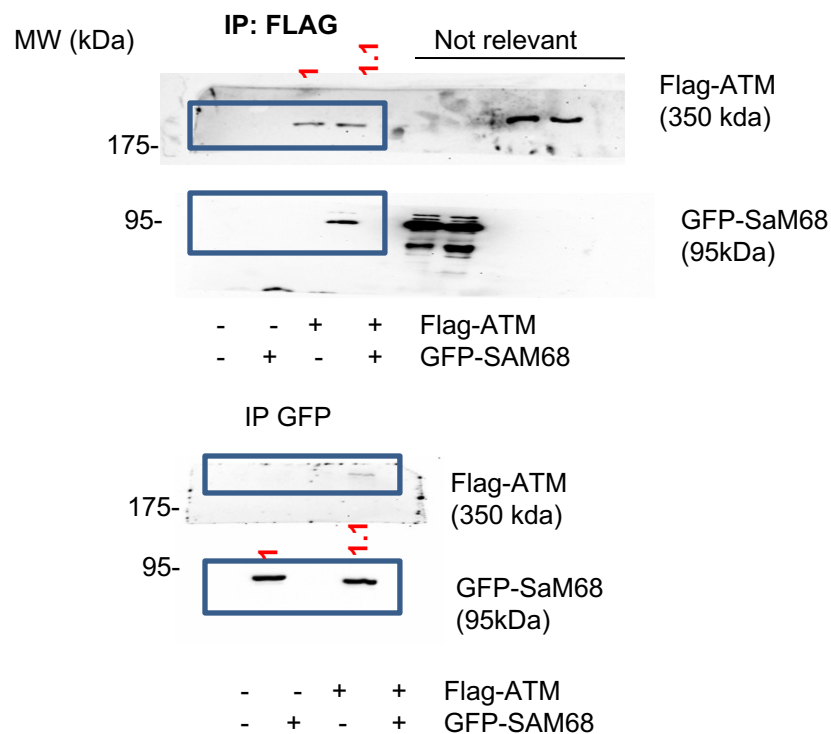 IP: FLAG
MW (kDa)
Not relevant
1
1.1
Flag-ATM
(350 kda)
175-
95-
GFP-SaM68
(95kDa)
- - + + Flag-ATM
- + - + GFP-SAM68
IP GFP
Flag-ATM
(350 kda)
175-
1
1.1
95-
GFP-SaM68
(95kDa)
- - + + Flag-ATM
- + - + GFP-SAM68